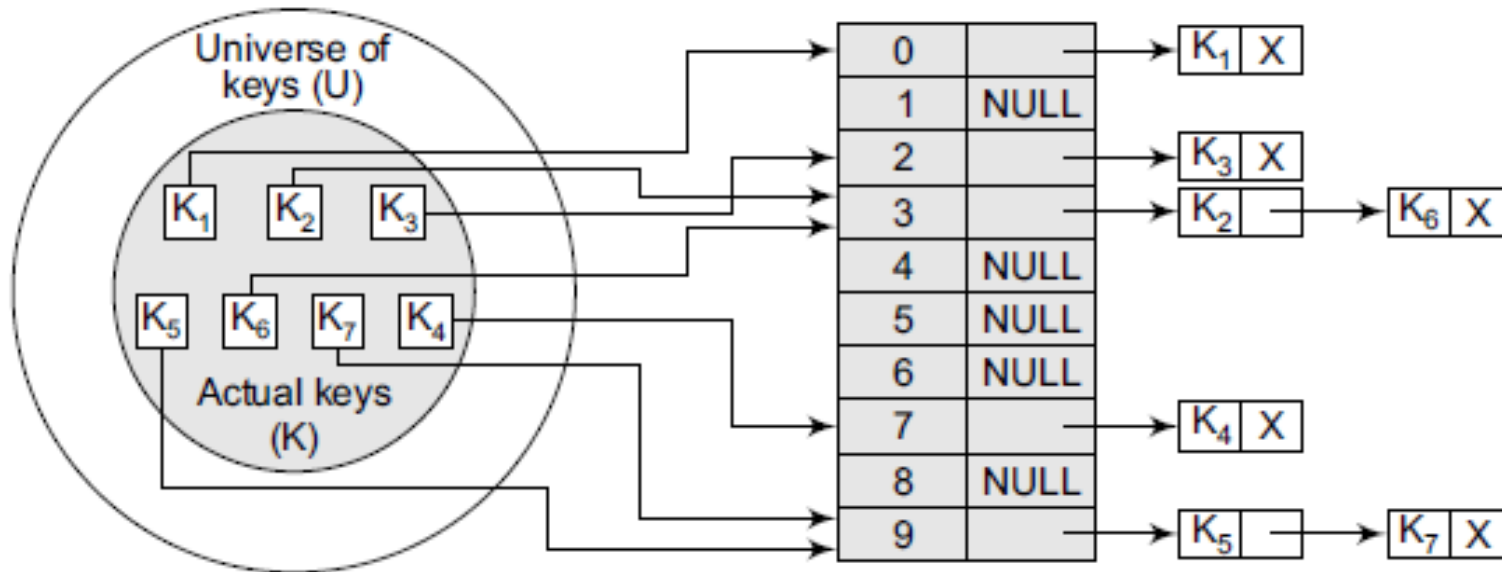 Universe of
keys (U)
K₁ K₂ K₃
K₅ K₆ K₇ K₄
Actual keys
(K)
0 K₁ X
1 NULL
2 K₃ X
3 K₂ K₆ X
4 NULL
5 NULL
6 NULL
7 K₄ X
8 NULL
9 K₅ K₇ X